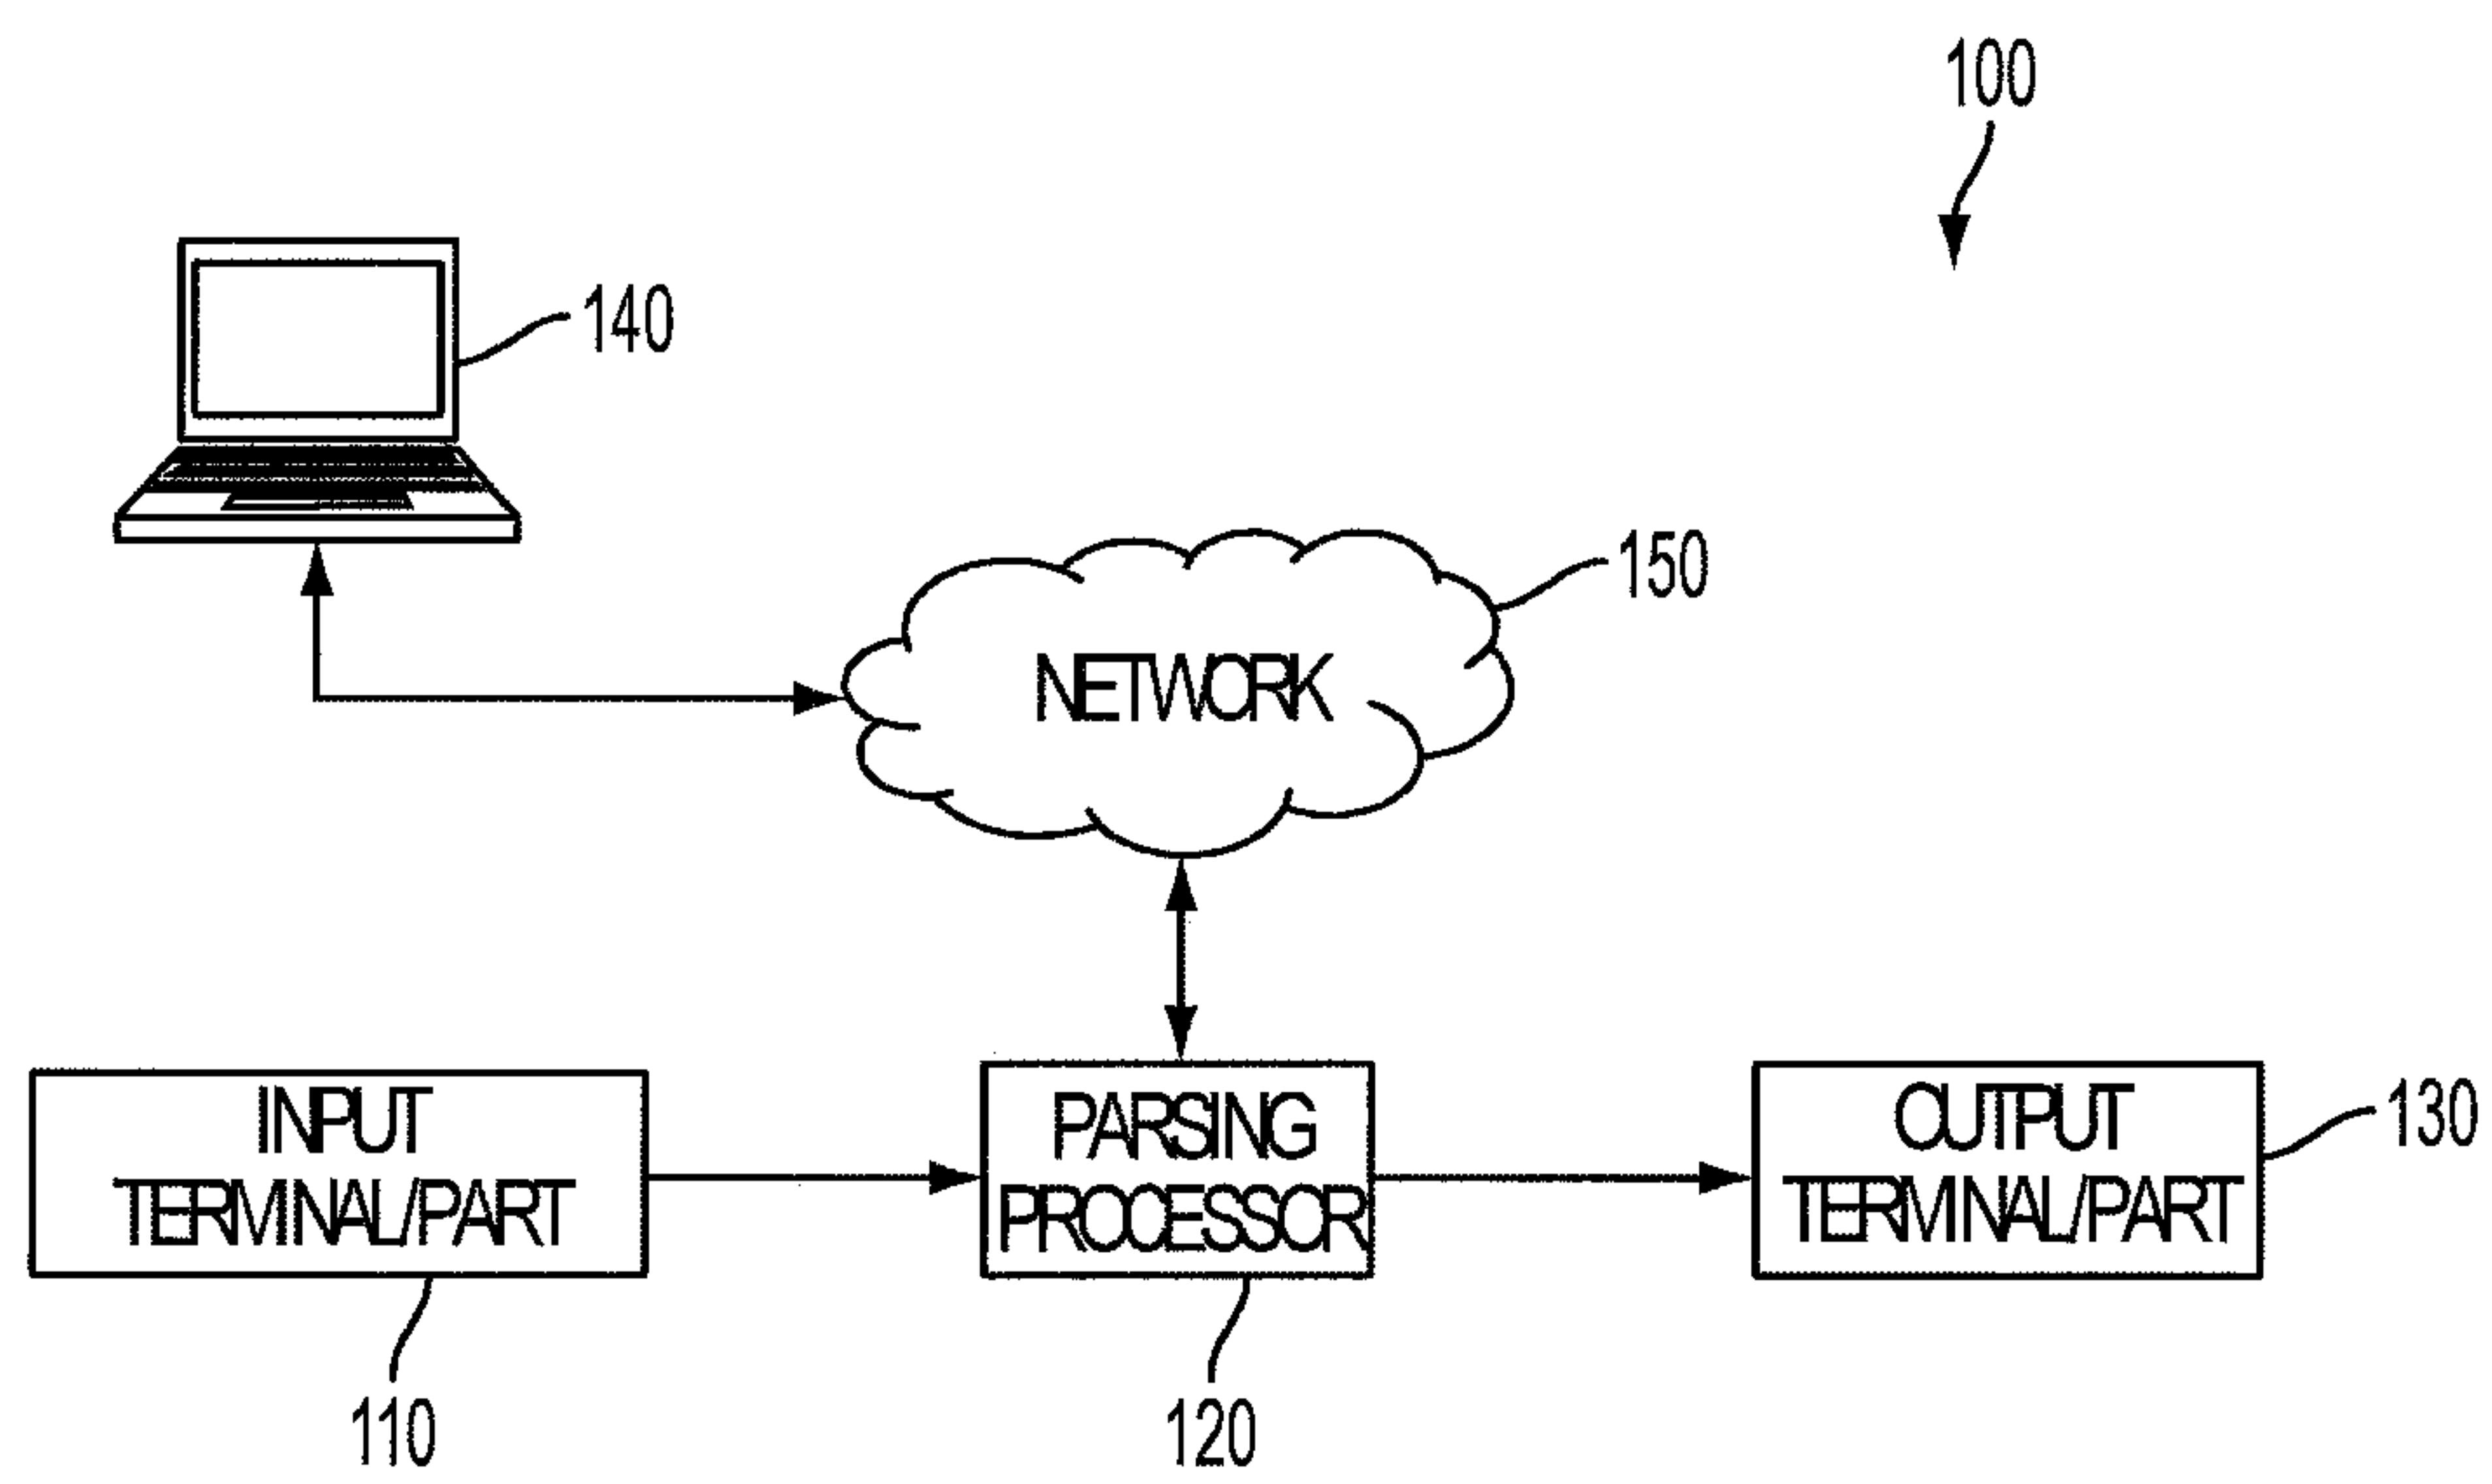 100
140
150
NETWORK
INPUT
TERMINAL/PART
PARSING
PROCESSOR
OUTPUT
TERMINAL/PART
130
110
120